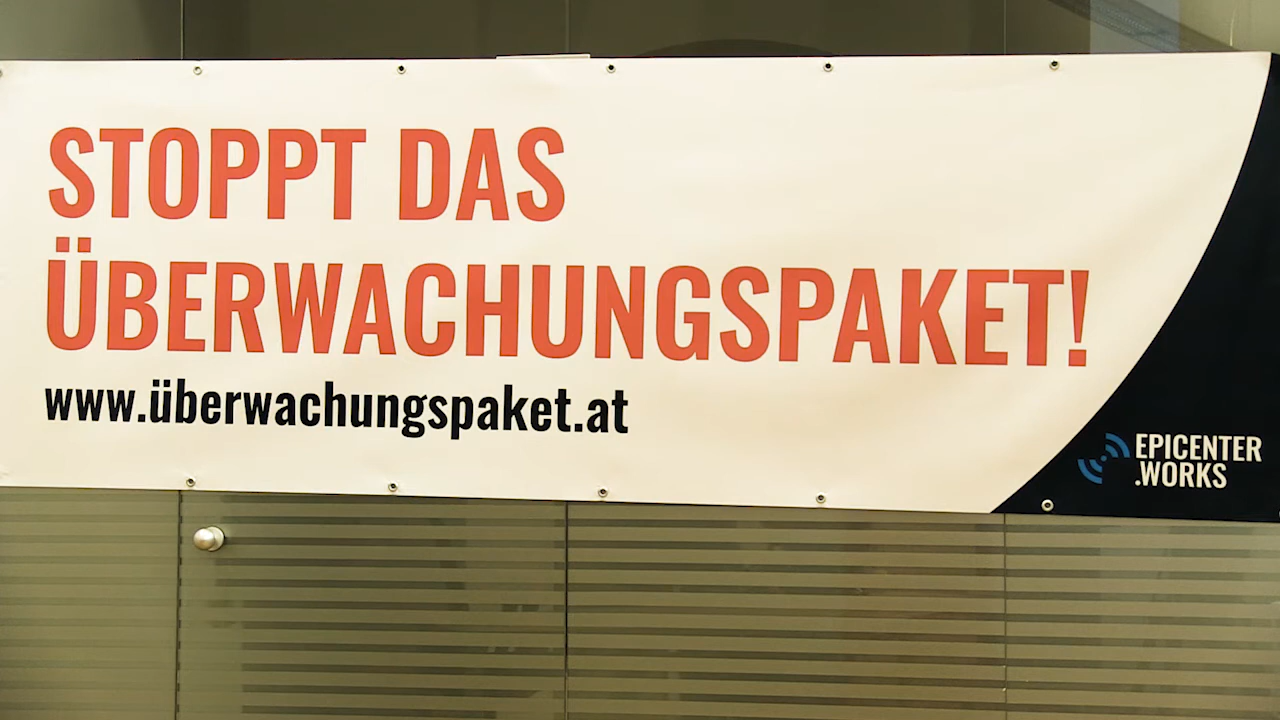 STOPPT DAS
ÜBERWACHUNGSPAKET!
www.überwachungspaket.at
EPICENTER
.WORKS